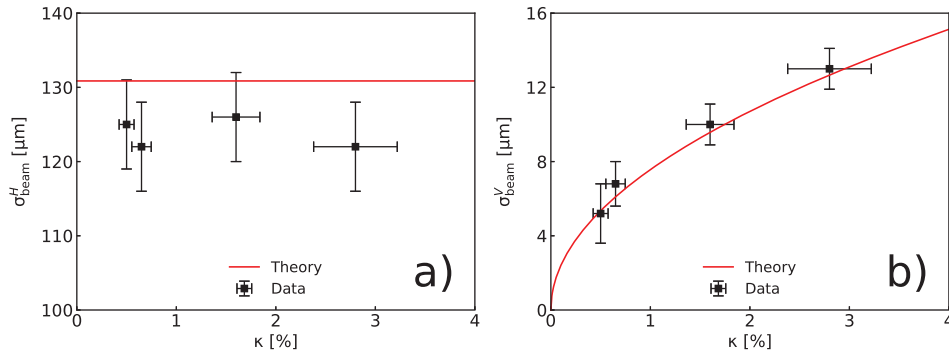 140
130
120
110
100
σ^H_beam [μm]
0 1 2 3 4
κ [%]
Theory
Data
a)
16
12
8
4
0
σ^V_beam [μm]
0 1 2 3 4
κ [%]
Theory
Data
b)